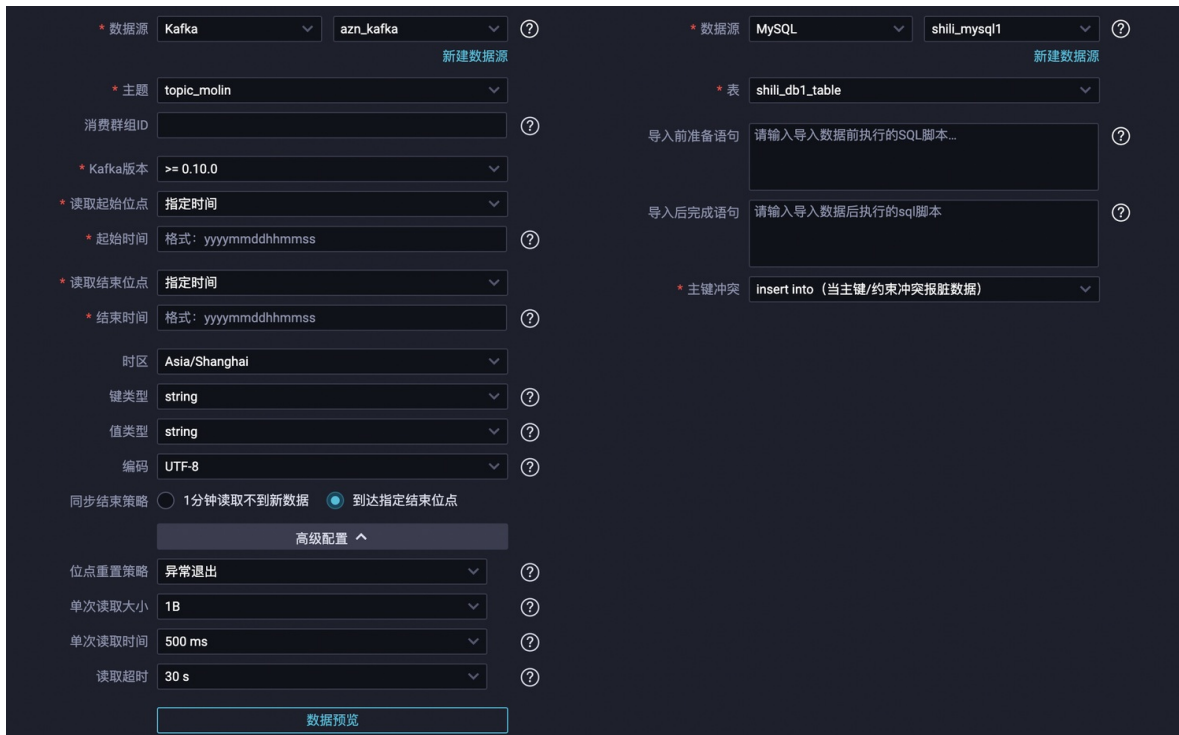 * 数据源 Kafka azn_kafka ?
新建数据源
* 主题 topic_molin
消费群组ID ?
* Kafka版本 >= 0.10.0
* 读取起始位点 指定时间
* 起始时间 格式：yyyymmddhhmmss ?
* 读取结束位点 指定时间
* 结束时间 格式：yyyymmddhhmmss ?
时区 Asia/Shanghai
键类型 string ?
值类型 string ?
编码 UTF-8 ?
同步结束策略 1分钟读取不到新数据 到达指定结束位点
高级配置
位点重置策略 异常退出 ?
单次读取大小 1B ?
单次读取时间 500 ms ?
读取超时 30 s ?
数据预览
* 数据源 MySQL shili_mysql1 ?
新建数据源
* 表 shili_db1_table
导入前准备语句 请输入导入数据前执行的SQL脚本... ?
导入后完成语句 请输入导入数据后执行的sql脚本 ?
* 主键冲突 insert into（当主键/约束冲突报脏数据）